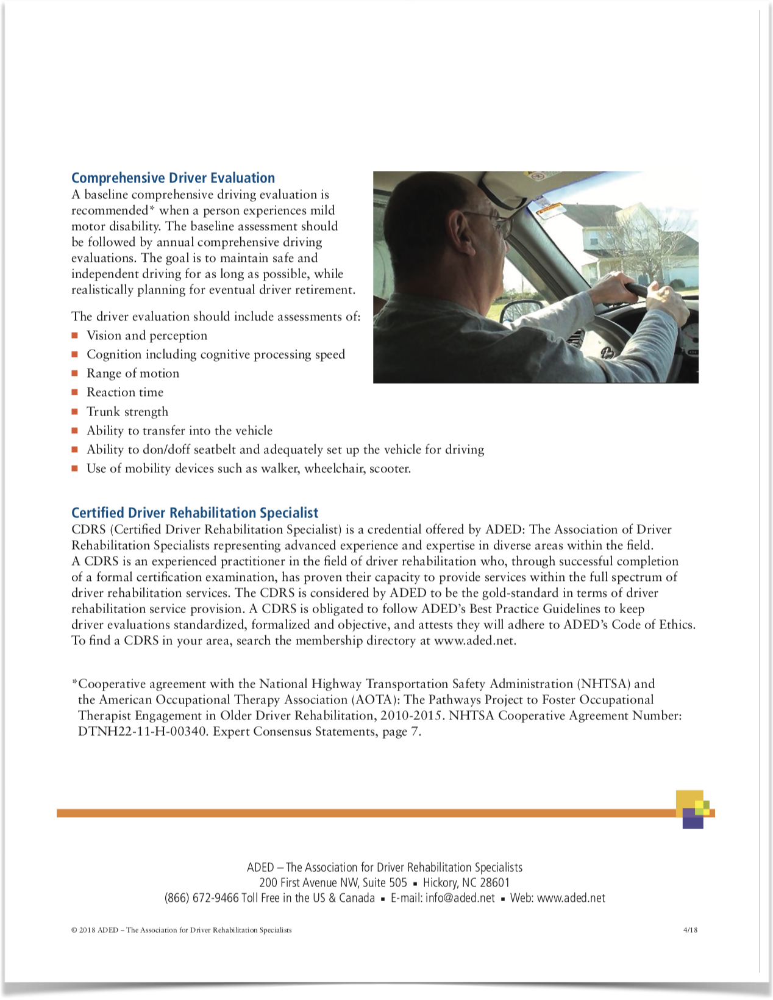 Comprehensive Driver Evaluation
A baseline comprehensive driving evaluation is
recommended* when a person experiences mild
motor disability. The baseline assessment should
be followed by annual comprehensive driving
evaluations. The goal is to maintain safe and
independent driving for as long as possible, while
realistically planning for eventual driver retirement.
The driver evaluation should include assessments of:
■ Vision and perception
■ Cognition including cognitive processing speed
■ Range of motion
■ Reaction time
■ Trunk strength
■ Ability to transfer into the vehicle
■ Ability to don/doff seatbelt and adequately set up the vehicle for driving
■ Use of mobility devices such as walker, wheelchair, scooter.
Certified Driver Rehabilitation Specialist
CDRS (Certified Driver Rehabilitation Specialist) is a credential offered by ADED: The Association of Driver
Rehabilitation Specialists representing advanced experience and expertise in diverse areas within the field.
A CDRS is an experienced practitioner in the field of driver rehabilitation who, through successful completion
of a formal certification examination, has proven their capacity to provide services within the full spectrum of
driver rehabilitation services. The CDRS is considered by ADED to be the gold-standard in terms of driver
rehabilitation service provision. A CDRS is obligated to follow ADED’s Best Practice Guidelines to keep
driver evaluations standardized, formalized and objective, and attests they will adhere to ADED’s Code of Ethics.
To find a CDRS in your area, search the membership directory at www.aded.net.
*Cooperative agreement with the National Highway Transportation Safety Administration (NHTSA) and
the American Occupational Therapy Association (AOTA): The Pathways Project to Foster Occupational
Therapist Engagement in Older Driver Rehabilitation, 2010-2015. NHTSA Cooperative Agreement Number:
DTNH22-11-H-00340. Expert Consensus Statements, page 7.
ADED – The Association for Driver Rehabilitation Specialists
200 First Avenue NW, Suite 505 ■ Hickory, NC 28601
(866) 672-9466 Toll Free in the US & Canada ■ E-mail: info@aded.net ■ Web: www.aded.net
© 2018 ADED – The Association for Driver Rehabilitation Specialists 4/18